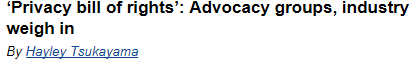 ‘Privacy bill of rights’: Advocacy groups, industry
weigh in
By Hayley Tsukayama